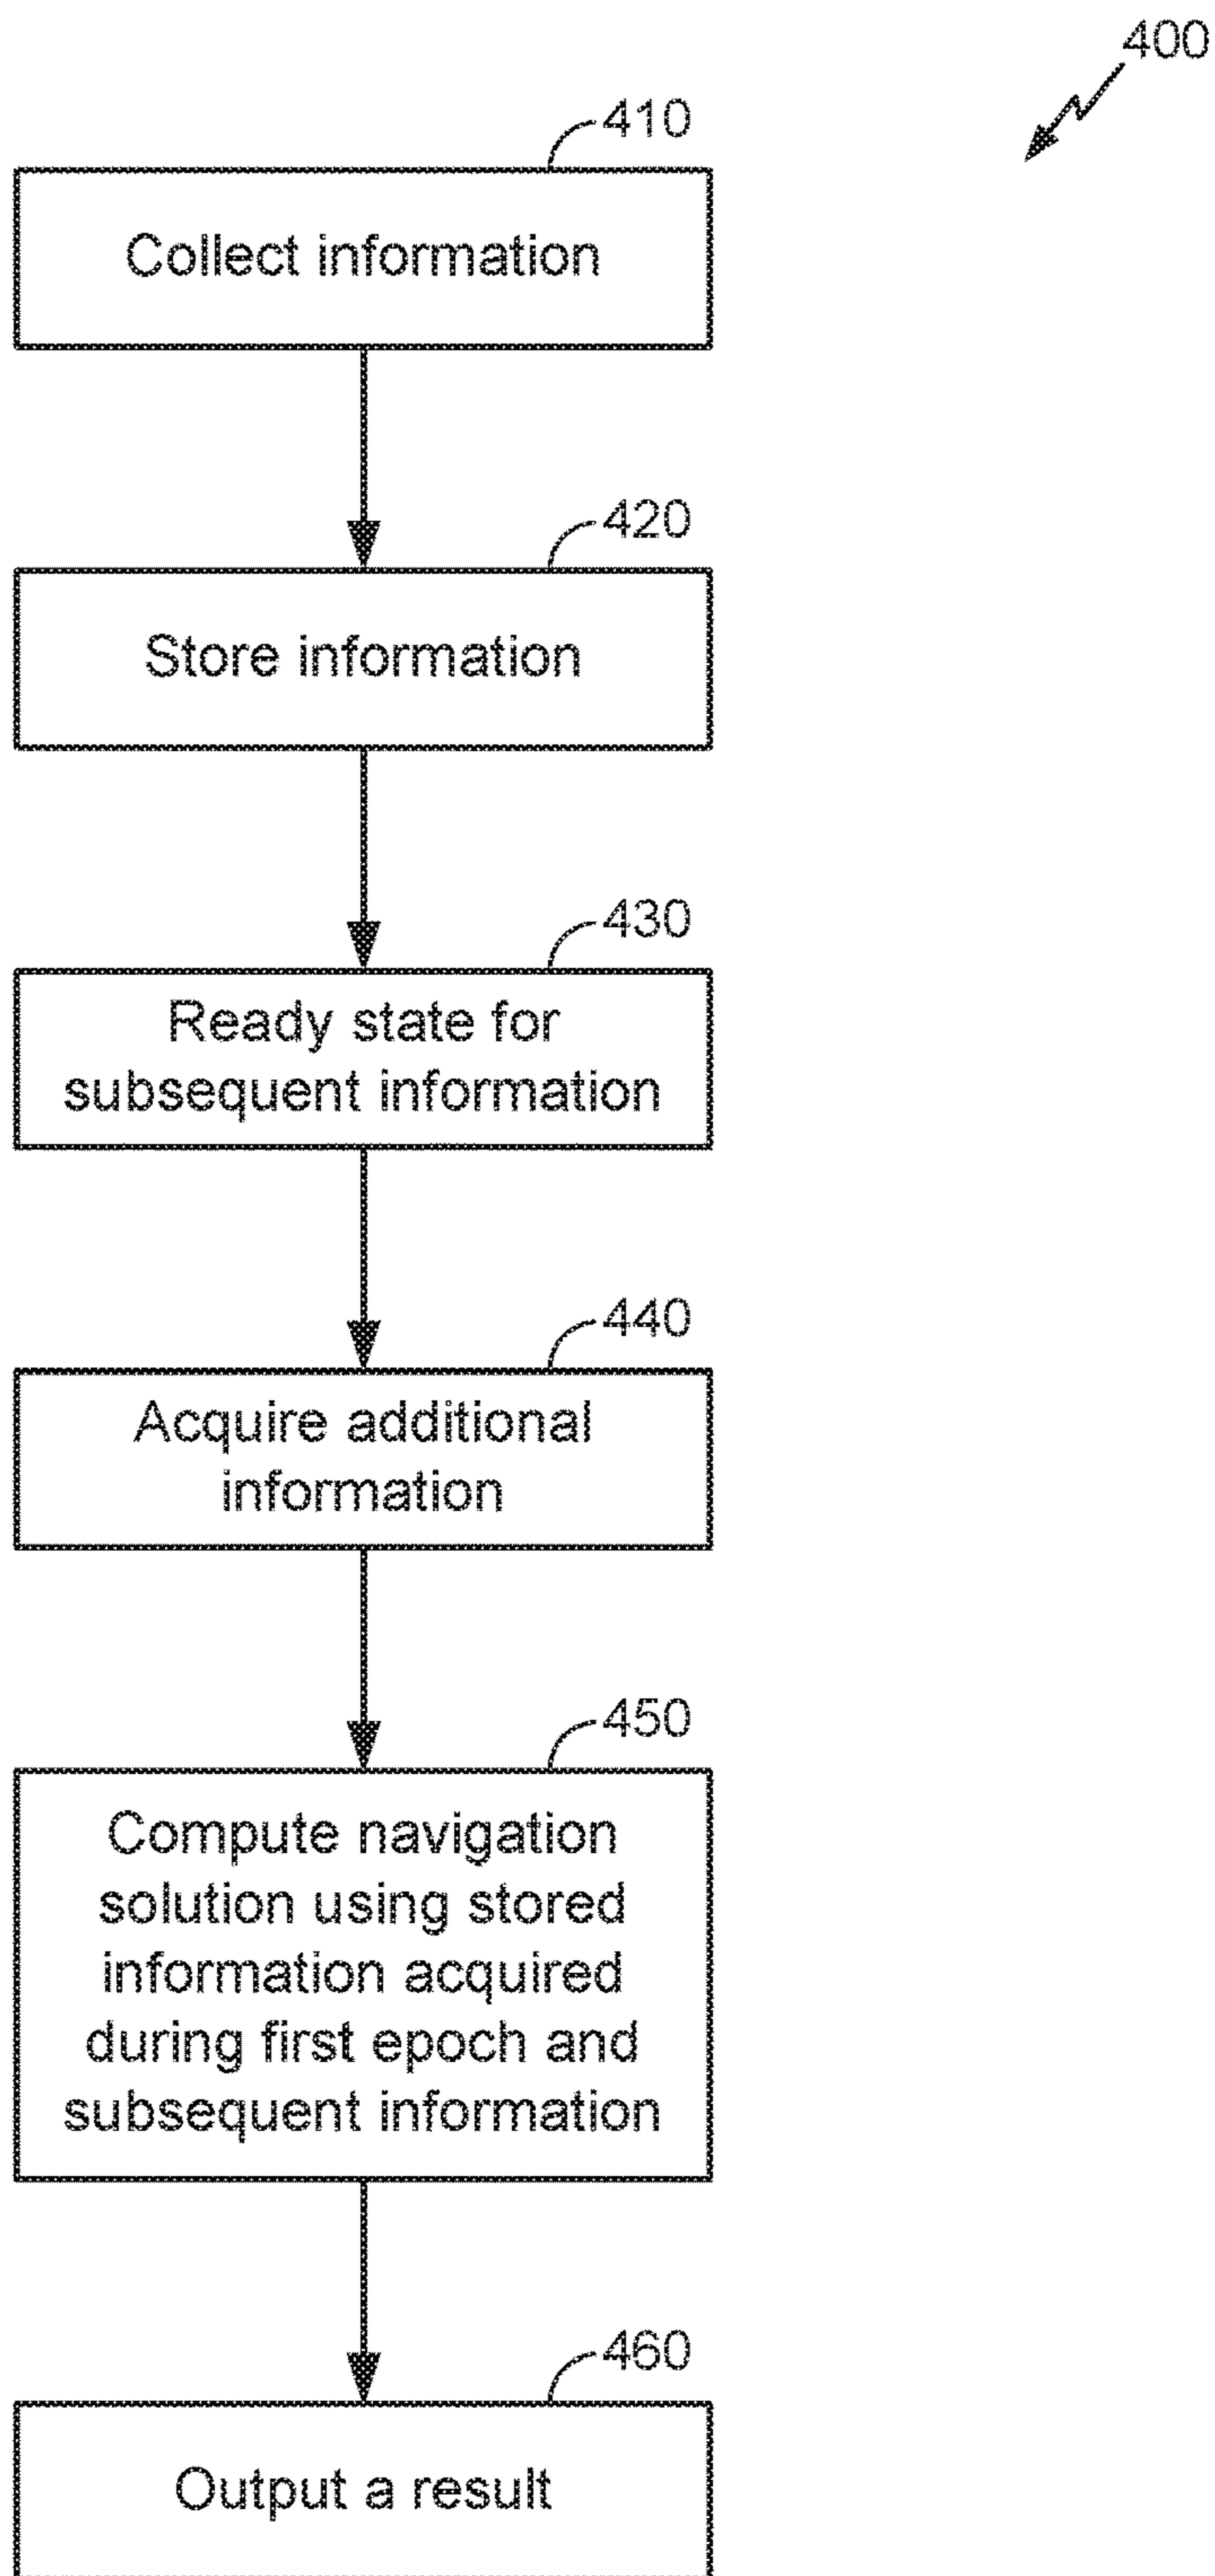 400
410
Collect information
420
Store information
430
Ready state for
subsequent information
440
Acquire additional
information
450
Compute navigation
solution using stored
information acquired
during first epoch and
subsequent information
460
Output a result